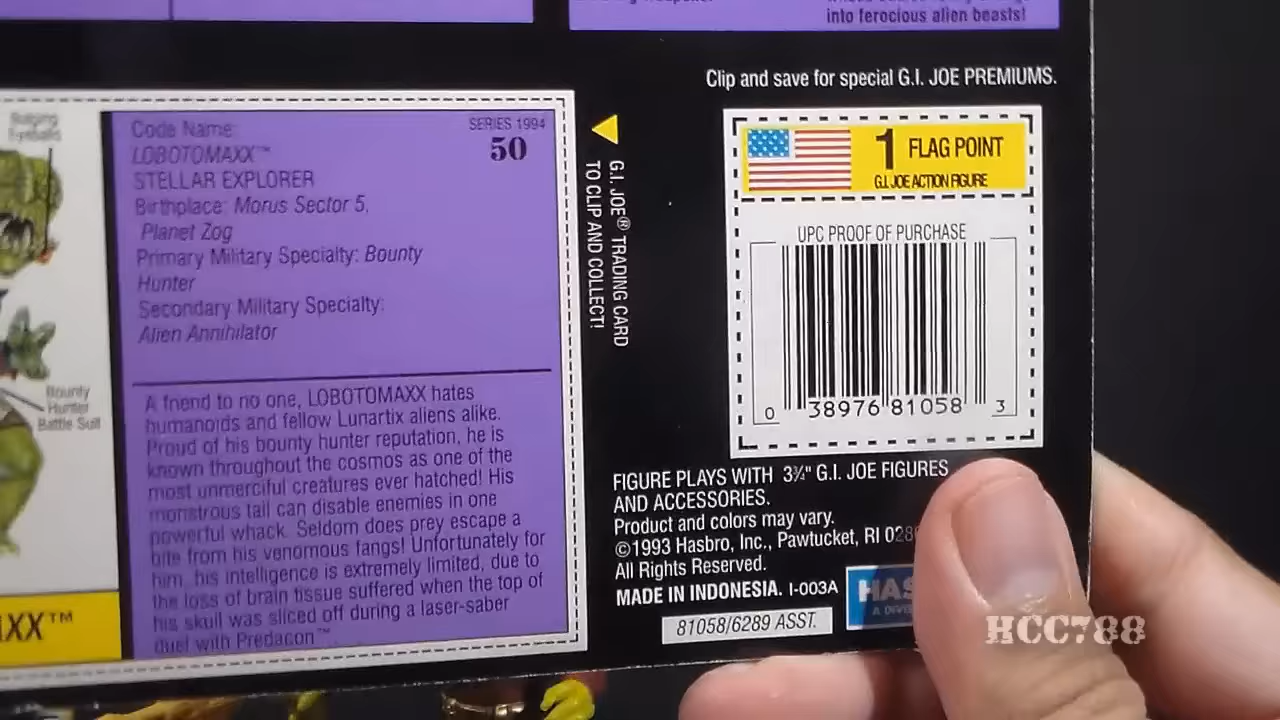 into ferocious alien beasts!
Clip and save for special G.I. JOE PREMIUMS.
Bulging
Eyeballs
Bounty
Hunter
Battle Suit
IXX™
Code Name:
LOBOTOMAXX™
STELLAR EXPLORER
Birthplace: Morus Sector 5,
Planet Zog
Primary Military Specialty: Bounty
Hunter
Secondary Military Specialty:
Alien Annihilator
SERIES 1994
50
A friend to no one, LOBOTOMAXX hates
humanoids and fellow Lunartix aliens alike.
Proud of his bounty hunter reputation, he is
known throughout the cosmos as one of the
most unmerciful creatures ever hatched! His
monstrous tail can disable enemies in one
powerful whack. Seldom does prey escape a
bite from his venomous fangs! Unfortunately for
him, his intelligence is extremely limited, due to
the loss of brain tissue suffered when the top of
his skull was sliced off during a laser-saber
duel with Predacon™
G.I. JOE® TRADING CARD
TO CLIP AND COLLECT!
1 FLAG POINT
G.I. JOE ACTION FIGURE
UPC PROOF OF PURCHASE
0 38976 81058 3
FIGURE PLAYS WITH 3¾" G.I. JOE FIGURES
AND ACCESSORIES.
Product and colors may vary.
©1993 Hasbro, Inc., Pawtucket, RI 028
All Rights Reserved.
MADE IN INDONESIA. I-003A
HAS
A DIVI
81058/6289 ASST.
HCC788